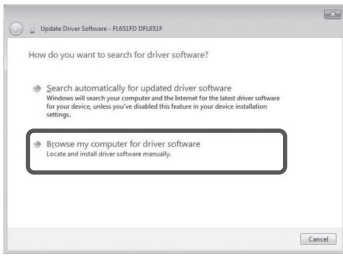 Update Driver Software - FL651FD DFL651F
How do you want to search for driver software?
Search automatically for updated driver software
Windows will search your computer and the Internet for the latest driver software
for your device, unless you've disabled this feature in your device installation
settings.
Browse my computer for driver software
Locate and install driver software manually.
Cancel